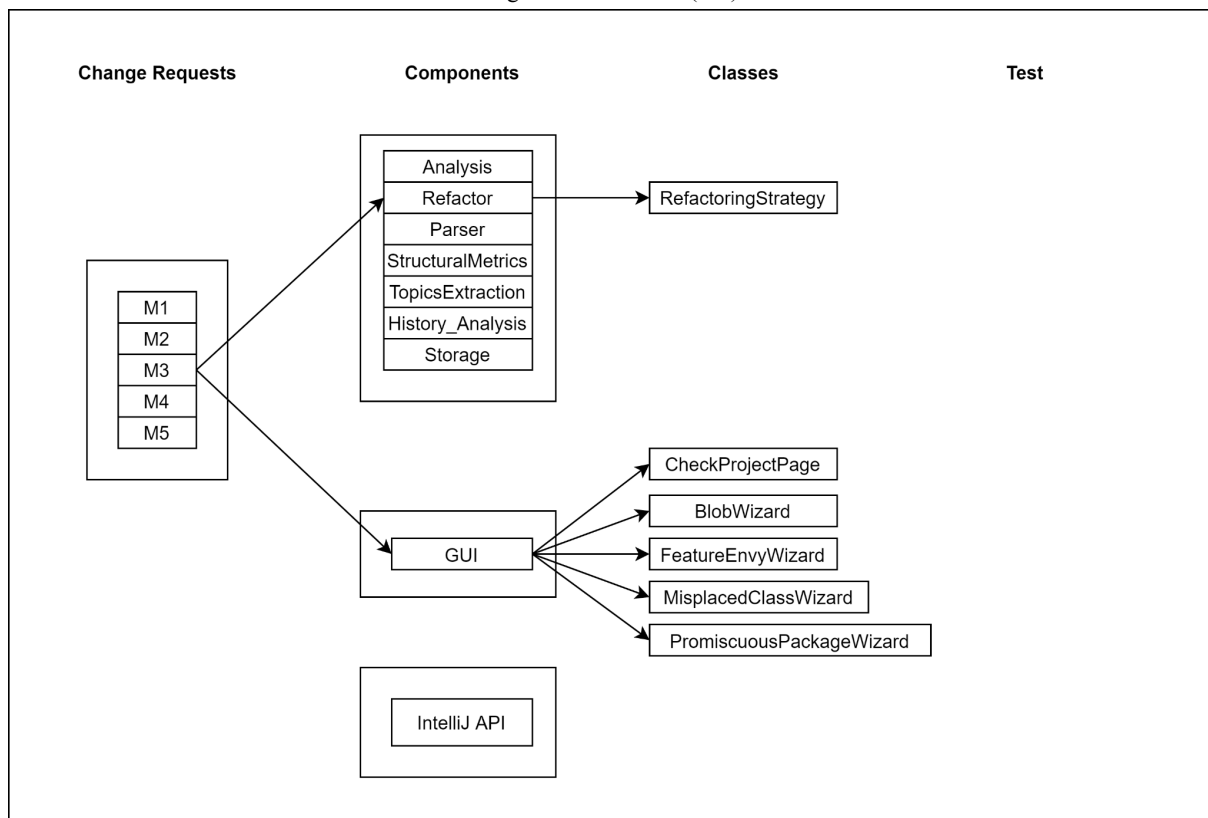 Change Requests
Components
Classes
Test
Analysis
Refactor
Parser
StructuralMetrics
TopicsExtraction
History_Analysis
Storage
RefactoringStrategy
M1
M2
M3
M4
M5
GUI
CheckProjectPage
BlobWizard
FeatureEnvyWizard
MisplacedClassWizard
PromiscuousPackageWizard
IntelliJ API